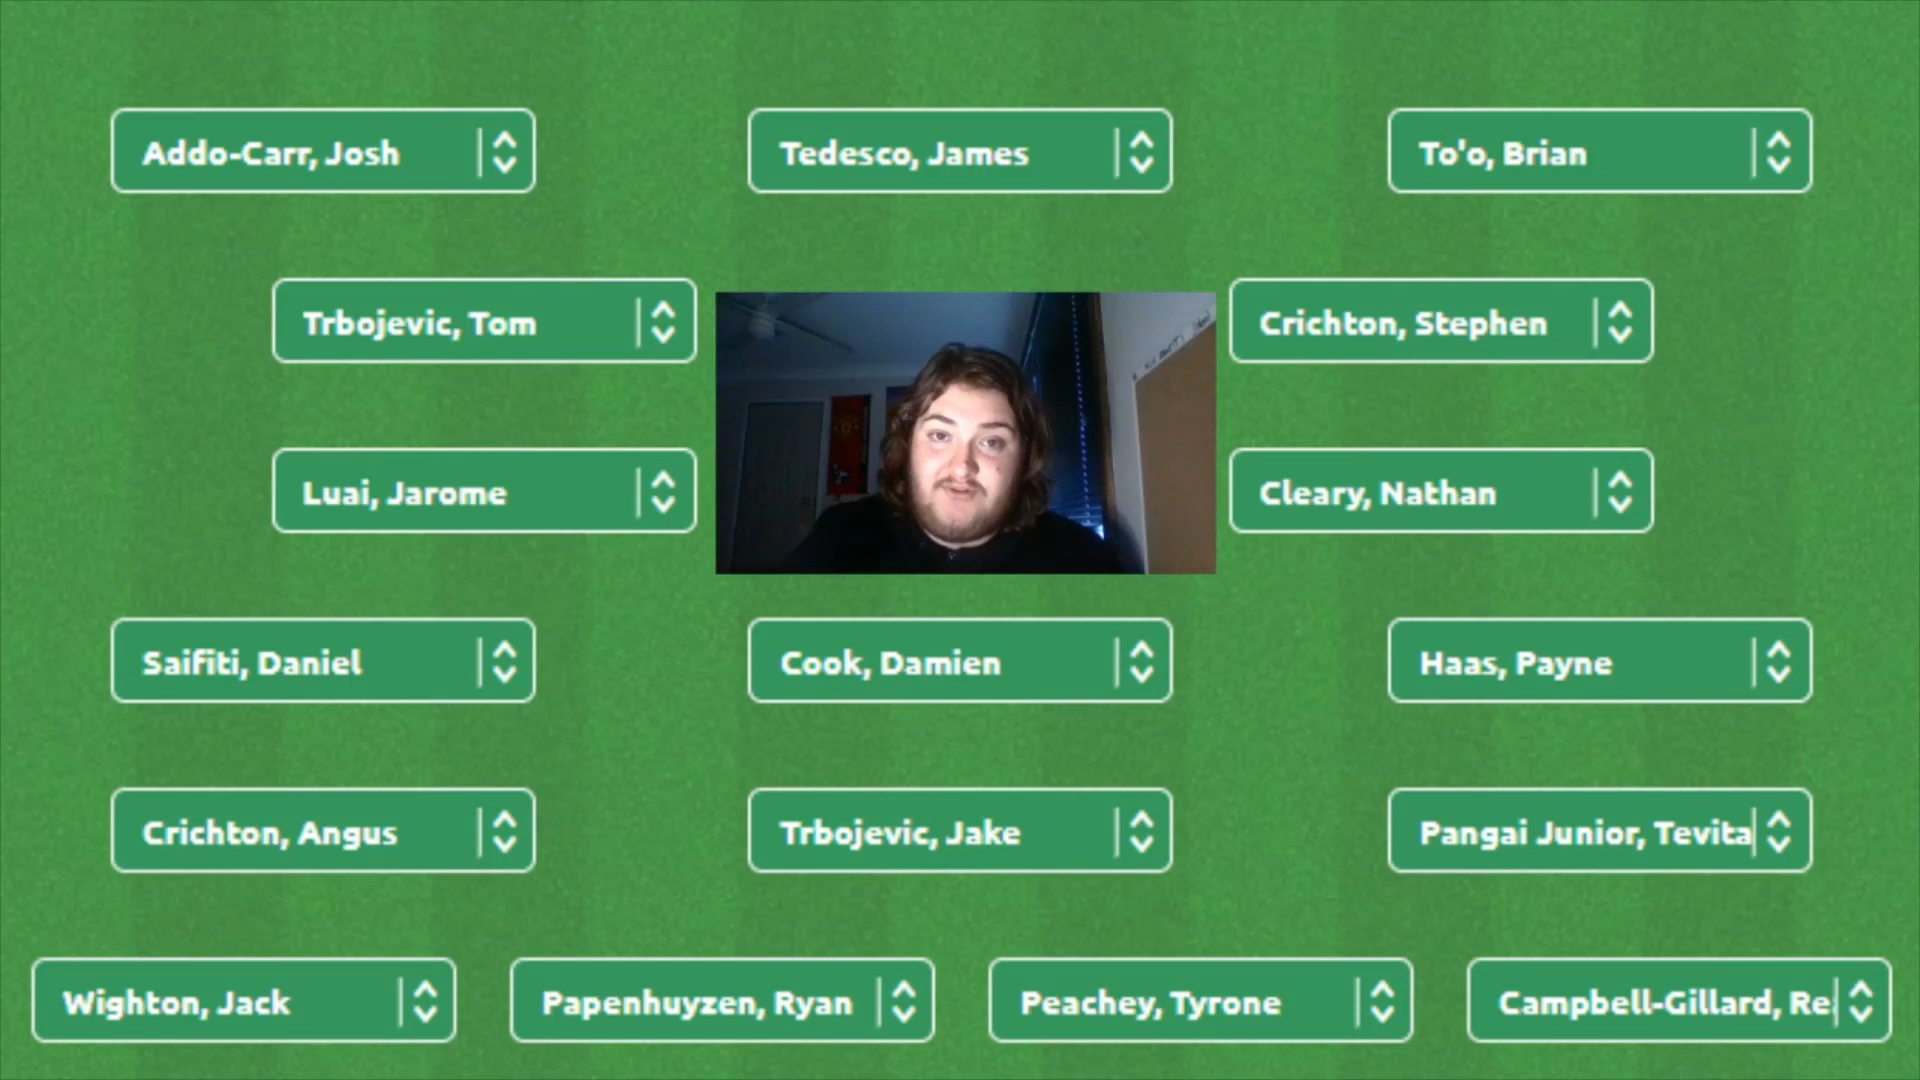 Addo-Carr, Josh
Tedesco, James
To'o, Brian
Trbojevic, Tom
Crichton, Stephen
Luai, Jarome
Cleary, Nathan
Saifiti, Daniel
Cook, Damien
Haas, Payne
Crichton, Angus
Trbojevic, Jake
Pangai Junior, Tevita
Wighton, Jack
Papenhuyzen, Ryan
Peachey, Tyrone
Campbell-Gillard, Re